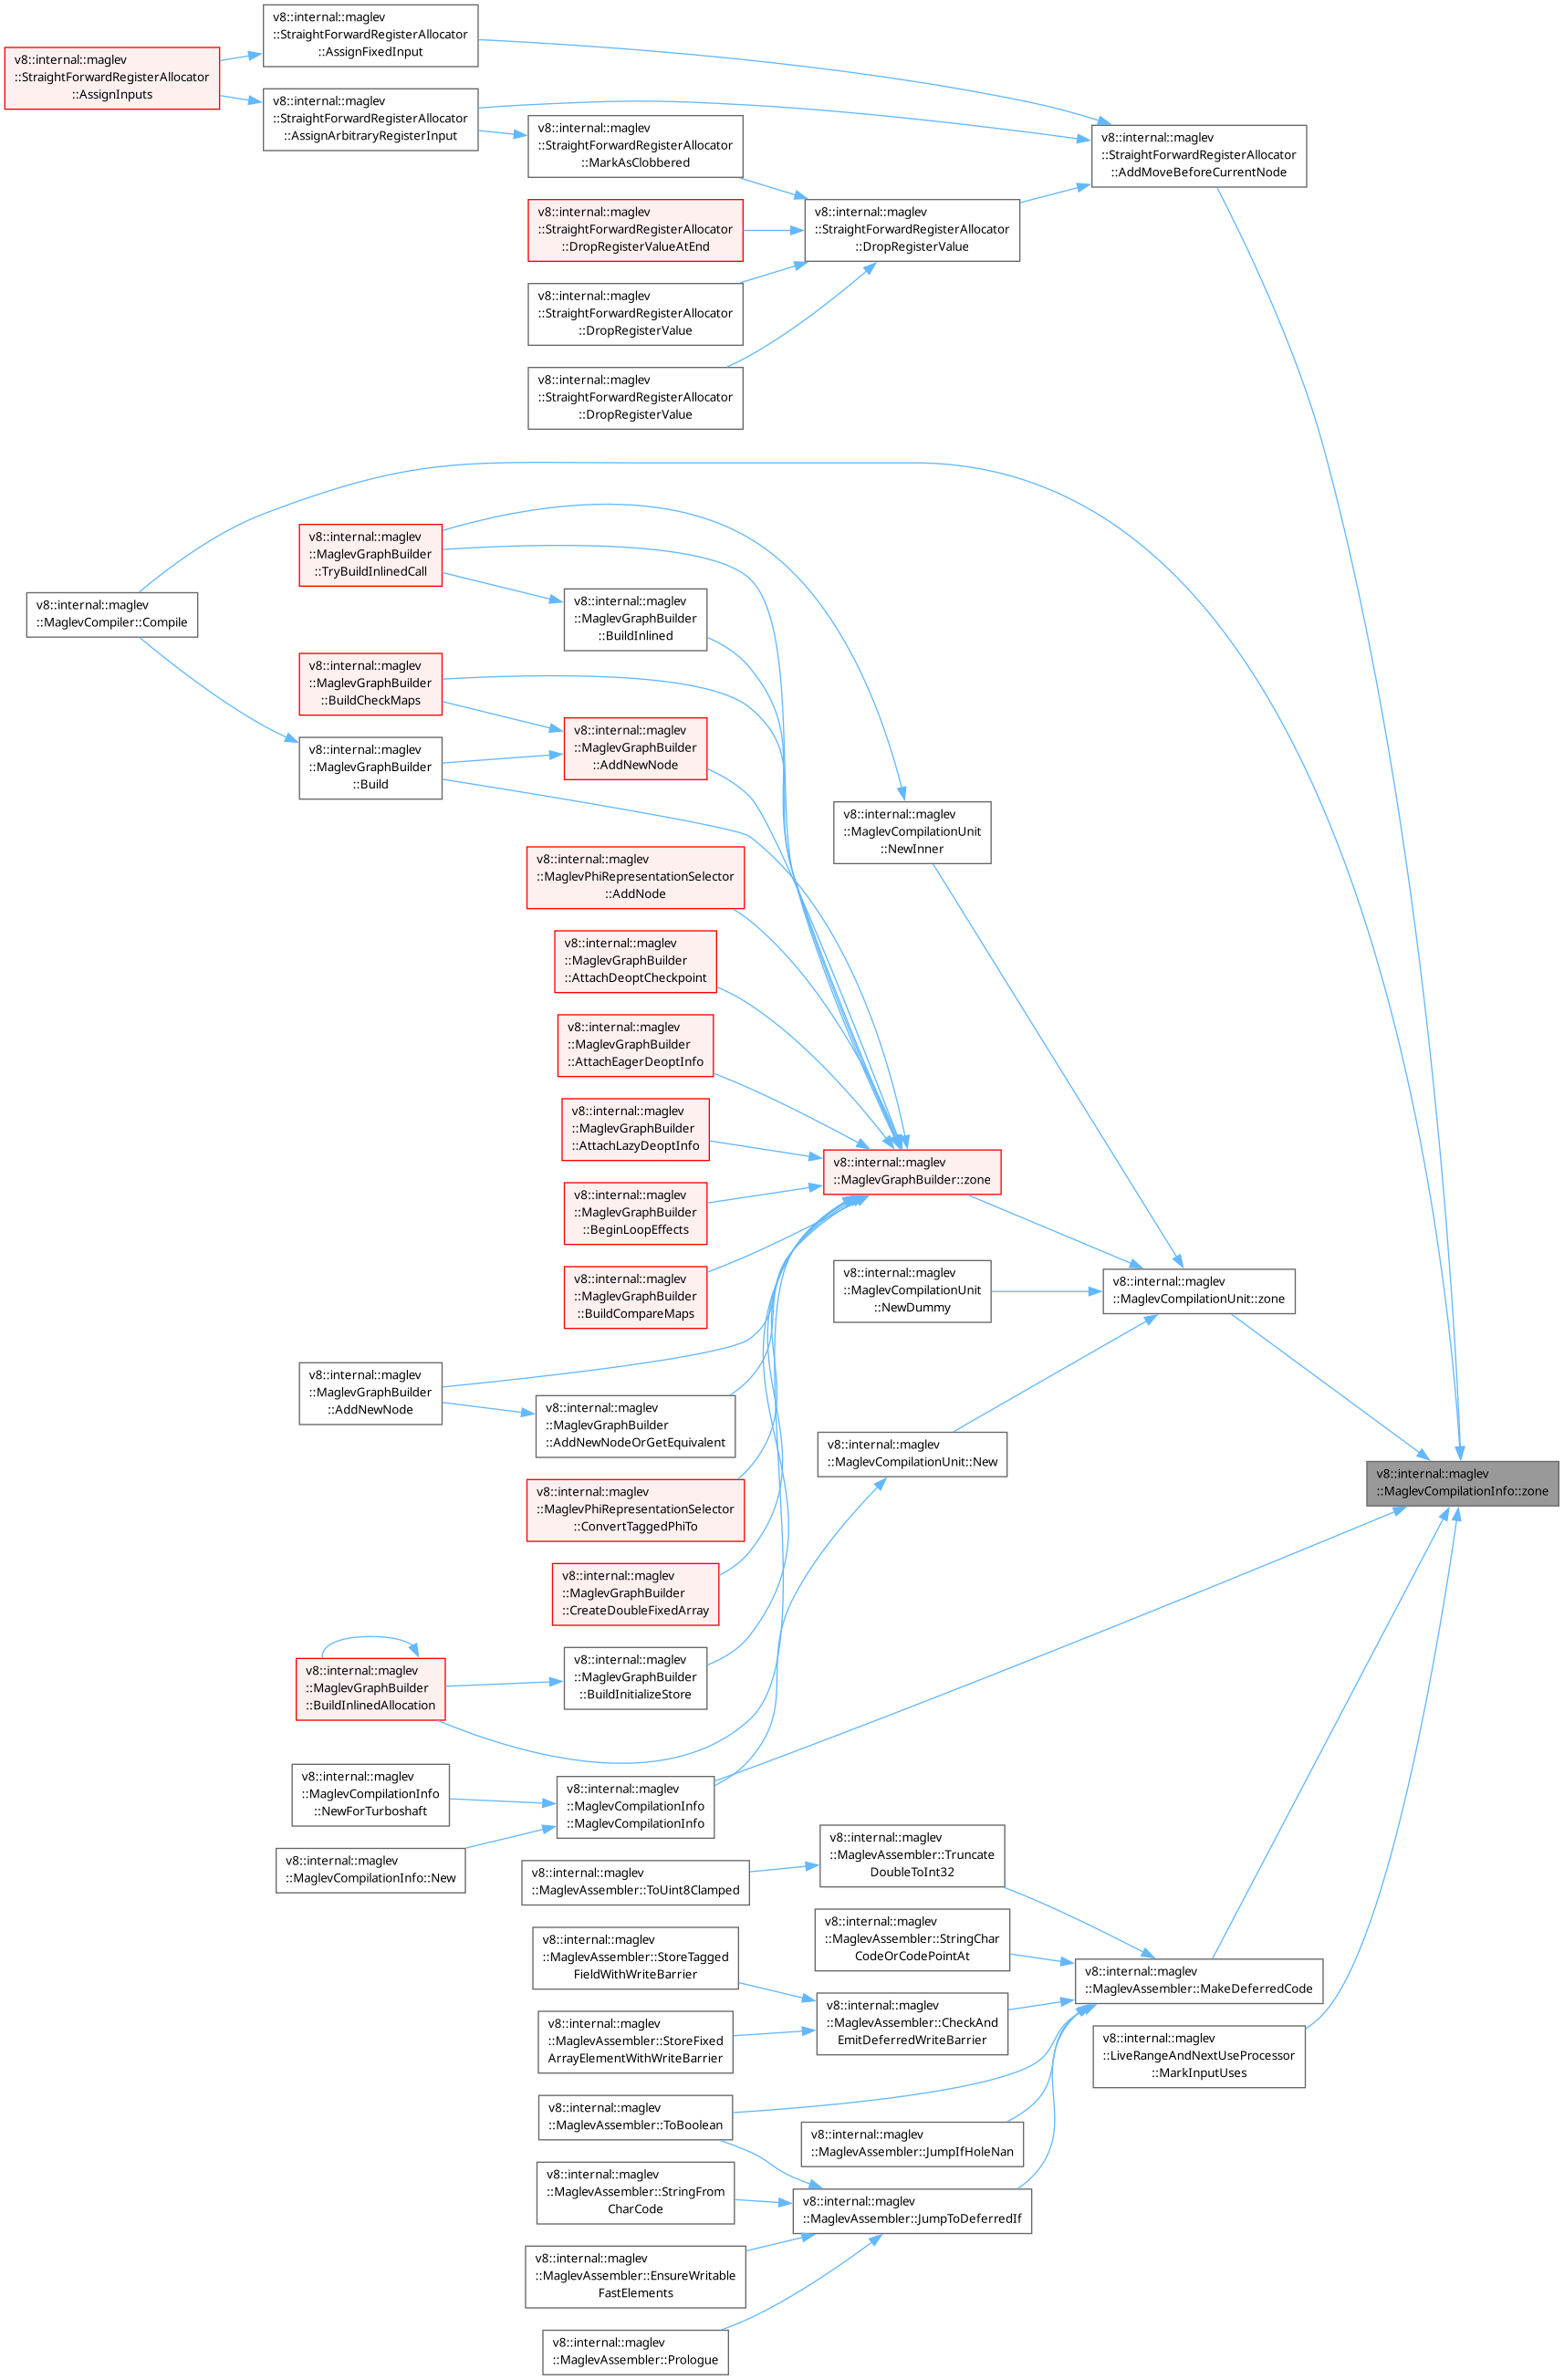 v8::internal::maglev
::StraightForwardRegisterAllocator
::AssignFixedInput
v8::internal::maglev
::StraightForwardRegisterAllocator
::AssignInputs
v8::internal::maglev
::StraightForwardRegisterAllocator
::AssignArbitraryRegisterInput
v8::internal::maglev
::StraightForwardRegisterAllocator
::MarkAsClobbered
v8::internal::maglev
::StraightForwardRegisterAllocator
::AddMoveBeforeCurrentNode
v8::internal::maglev
::StraightForwardRegisterAllocator
::DropRegisterValueAtEnd
v8::internal::maglev
::StraightForwardRegisterAllocator
::DropRegisterValue
v8::internal::maglev
::StraightForwardRegisterAllocator
::DropRegisterValue
v8::internal::maglev
::StraightForwardRegisterAllocator
::DropRegisterValue
v8::internal::maglev
::MaglevGraphBuilder
::TryBuildInlinedCall
v8::internal::maglev
::MaglevCompiler::Compile
v8::internal::maglev
::MaglevGraphBuilder
::BuildInlined
v8::internal::maglev
::MaglevGraphBuilder
::BuildCheckMaps
v8::internal::maglev
::MaglevGraphBuilder
::AddNewNode
v8::internal::maglev
::MaglevGraphBuilder
::Build
v8::internal::maglev
::MaglevCompilationUnit
::NewInner
v8::internal::maglev
::MaglevPhiRepresentationSelector
::AddNode
v8::internal::maglev
::MaglevGraphBuilder
::AttachDeoptCheckpoint
v8::internal::maglev
::MaglevGraphBuilder
::AttachEagerDeoptInfo
v8::internal::maglev
::MaglevGraphBuilder
::AttachLazyDeoptInfo
v8::internal::maglev
::MaglevGraphBuilder::zone
v8::internal::maglev
::MaglevGraphBuilder
::BeginLoopEffects
v8::internal::maglev
::MaglevGraphBuilder
::BuildCompareMaps
v8::internal::maglev
::MaglevCompilationUnit
::NewDummy
v8::internal::maglev
::MaglevCompilationUnit::zone
v8::internal::maglev
::MaglevGraphBuilder
::AddNewNode
v8::internal::maglev
::MaglevGraphBuilder
::AddNewNodeOrGetEquivalent
v8::internal::maglev
::MaglevCompilationUnit::New
v8::internal::maglev
::MaglevCompilationInfo::zone
v8::internal::maglev
::MaglevPhiRepresentationSelector
::ConvertTaggedPhiTo
v8::internal::maglev
::MaglevGraphBuilder
::CreateDoubleFixedArray
v8::internal::maglev
::MaglevGraphBuilder
::BuildInlinedAllocation
v8::internal::maglev
::MaglevGraphBuilder
::BuildInitializeStore
v8::internal::maglev
::MaglevCompilationInfo
::NewForTurboshaft
v8::internal::maglev
::MaglevCompilationInfo
::MaglevCompilationInfo
v8::internal::maglev
::MaglevCompilationInfo::New
v8::internal::maglev
::MaglevAssembler::Truncate
DoubleToInt32
v8::internal::maglev
::MaglevAssembler::ToUint8Clamped
v8::internal::maglev
::MaglevAssembler::StringChar
CodeOrCodePointAt
v8::internal::maglev
::MaglevAssembler::StoreTagged
FieldWithWriteBarrier
v8::internal::maglev
::MaglevAssembler::MakeDeferredCode
v8::internal::maglev
::MaglevAssembler::CheckAnd
EmitDeferredWriteBarrier
v8::internal::maglev
::MaglevAssembler::StoreFixed
ArrayElementWithWriteBarrier
v8::internal::maglev
::LiveRangeAndNextUseProcessor
::MarkInputUses
v8::internal::maglev
::MaglevAssembler::ToBoolean
v8::internal::maglev
::MaglevAssembler::JumpIfHoleNan
v8::internal::maglev
::MaglevAssembler::StringFrom
CharCode
v8::internal::maglev
::MaglevAssembler::JumpToDeferredIf
v8::internal::maglev
::MaglevAssembler::EnsureWritable
FastElements
v8::internal::maglev
::MaglevAssembler::Prologue